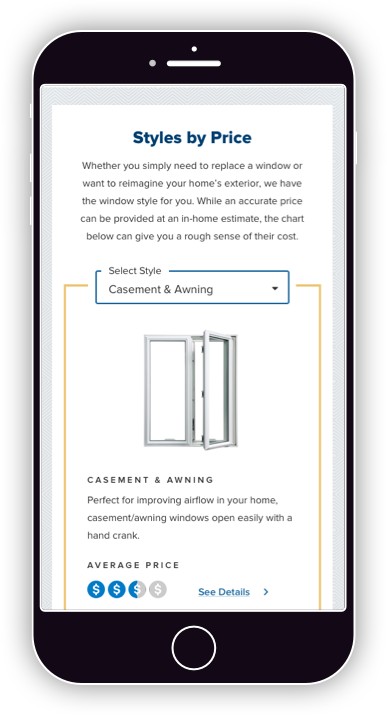 Styles by Price
Whether you simply need to replace a window or
want to reimagine your home's exterior, we have
the window style for you. While an accurate price
can be provided at an in-home estimate, the chart
below can give you a rough sense of their cost.
Select Style
Casement & Awning
CASEMENT & AWNING
Perfect for improving airflow in your home,
casement/awning windows open easily with a
hand crank.
AVERAGE PRICE
$ $ $ $ See Details >